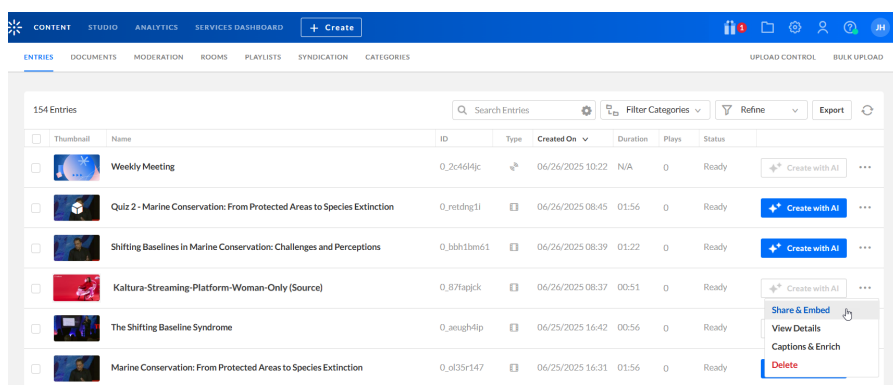 CONTENT STUDIO ANALYTICS SERVICES DASHBOARD + Create 1 JH
ENTRIES DOCUMENTS MODERATION ROOMS PLAYLISTS SYNDICATION CATEGORIES UPLOAD CONTROL BULK UPLOAD
154 Entries Search Entries Filter Categories Refine Export
Thumbnail Name ID Type Created On Duration Plays Status
Weekly Meeting 0_2c46l4jc 06/26/2025 10:22 N/A 0 Ready Create with AI
Quiz 2 - Marine Conservation: From Protected Areas to Species Extinction 0_retdng1i 06/26/2025 08:45 01:56 0 Ready Create with AI
Shifting Baselines in Marine Conservation: Challenges and Perceptions 0_bbh1bm61 06/26/2025 08:39 01:22 0 Ready Create with AI
Kaltura-Streaming-Platform-Woman-Only (Source) 0_87fapjck 06/26/2025 08:37 00:51 0 Ready Create with AI
Share & Embed
The Shifting Baseline Syndrome 0_aeugh4ip 06/25/2025 16:42 00:56 0 Ready View Details
Captions & Enrich
Marine Conservation: From Protected Areas to Species Extinction 0_ol35r147 06/25/2025 16:31 01:56 0 Ready Delete